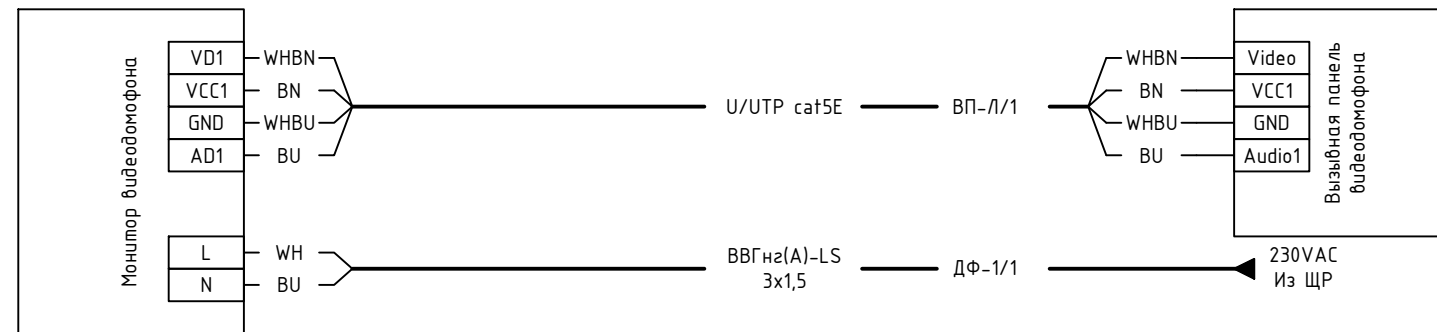 Монитор видеодомофона
VD1 WHBN
VCC1 BN
GND WHBU
AD1 BU
L WH
N BU
U/UTP cat5E ВП-Л/1
ВВГнг(А)-LS
3х1,5
ДФ-1/1
WHBN Video
BN VCC1
WHBU GND
BU Audio1
Вызывная панель
видеодомофона
230VAC
Из ЩР